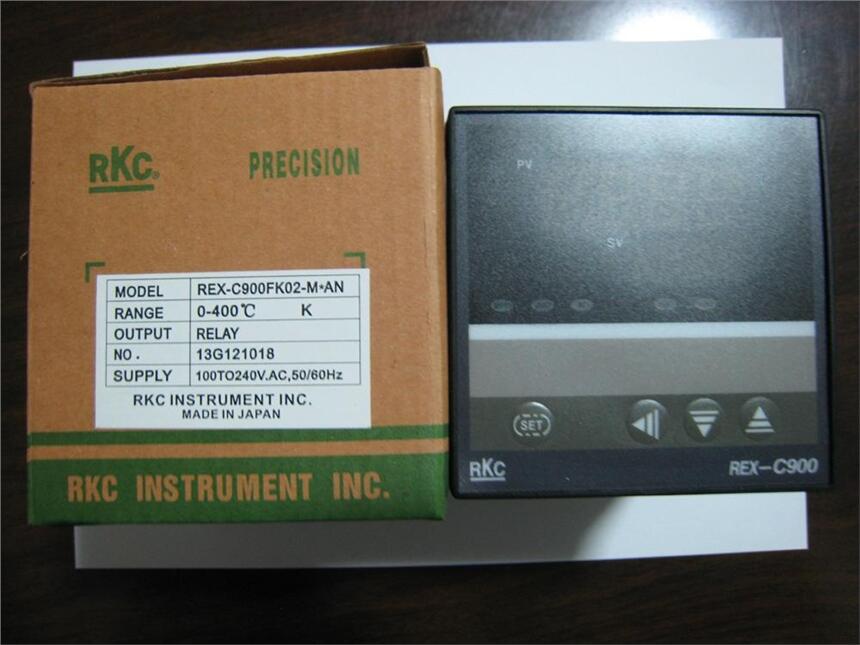 RKC® PRECISION
MODEL REX-C900FK02-M*AN
RANGE 0-400℃ K
OUTPUT RELAY
NO. 13G121018
SUPPLY 100TO240V.AC,50/60Hz
RKC INSTRUMENT INC.
MADE IN JAPAN
RKC INSTRUMENT INC.
PV
SV
SET
RKC REX-C900